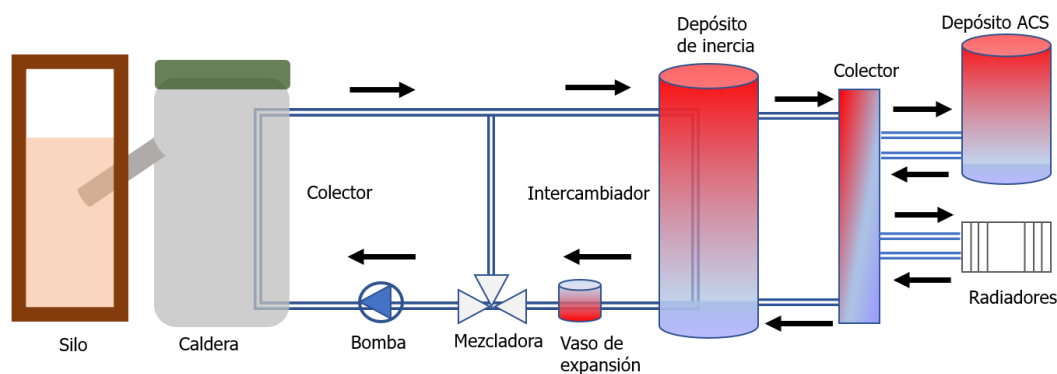 Depósito
de inercia
Depósito ACS
Colector
Colector
Intercambiador
Radiadores
Silo
Caldera
Bomba
Mezcladora
Vaso de
expansión